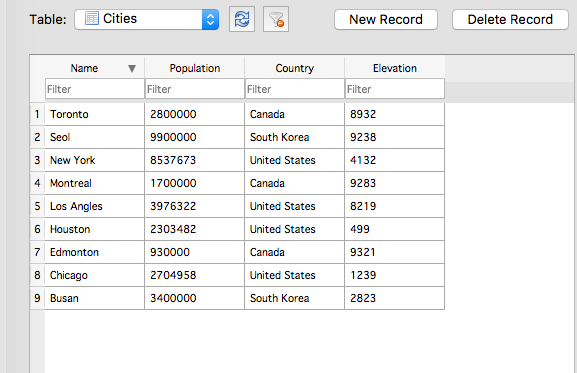 Table: Cities New Record Delete Record
Name Population Country Elevation
Filter Filter Filter Filter
1 Toronto 2800000 Canada 8932
2 Seol 9900000 South Korea 9238
3 New York 8537673 United States 4132
4 Montreal 1700000 Canada 9283
5 Los Angles 3976322 United States 8219
6 Houston 2303482 United States 499
7 Edmonton 930000 Canada 9321
8 Chicago 2704958 United States 1239
9 Busan 3400000 South Korea 2823